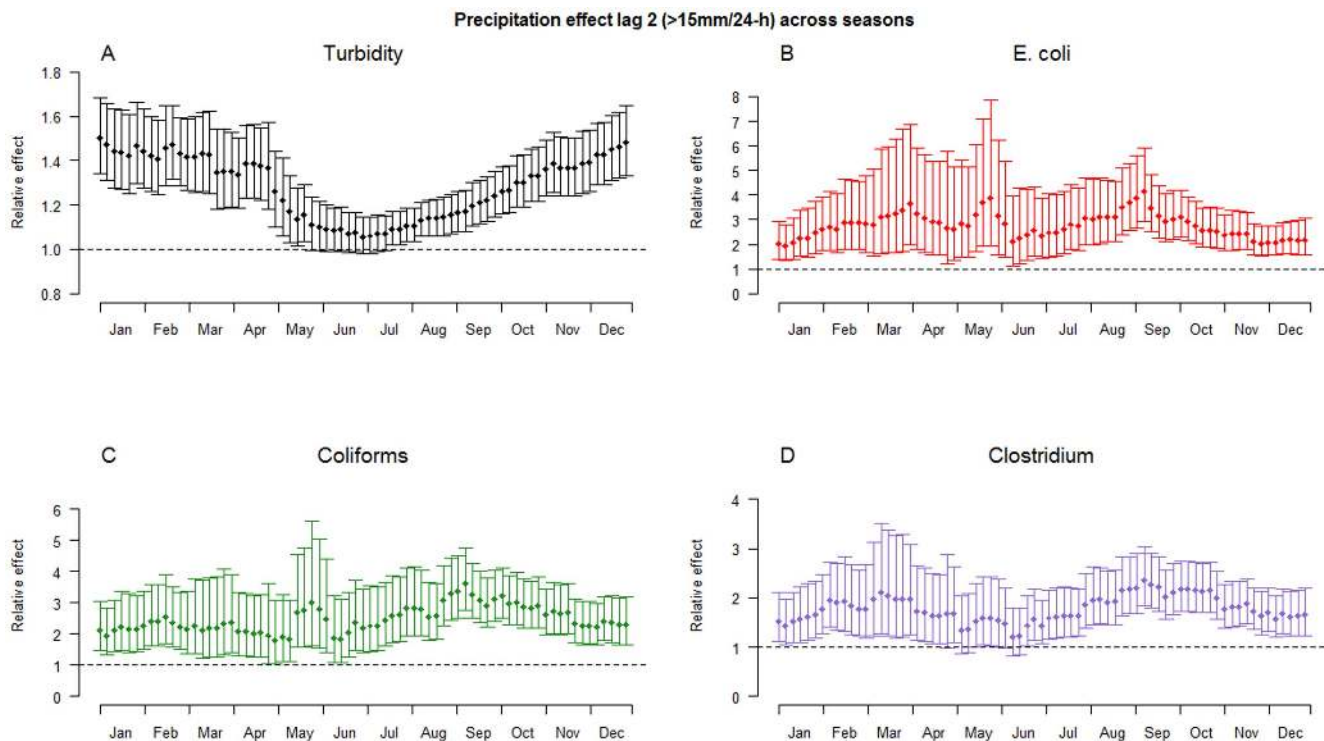 Precipitation effect lag 2 (>15mm/24-h) across seasons
A Turbidity
Relative effect
1.8
1.6
1.4
1.2
1.0
0.8
Jan Feb Mar Apr May Jun Jul Aug Sep Oct Nov Dec
B E. coli
Relative effect
8
7
6
5
4
3
2
1
0
Jan Feb Mar Apr May Jun Jul Aug Sep Oct Nov Dec
C Coliforms
Relative effect
6
5
4
3
2
1
0
Jan Feb Mar Apr May Jun Jul Aug Sep Oct Nov Dec
D Clostridium
Relative effect
4
3
2
1
0
Jan Feb Mar Apr May Jun Jul Aug Sep Oct Nov Dec